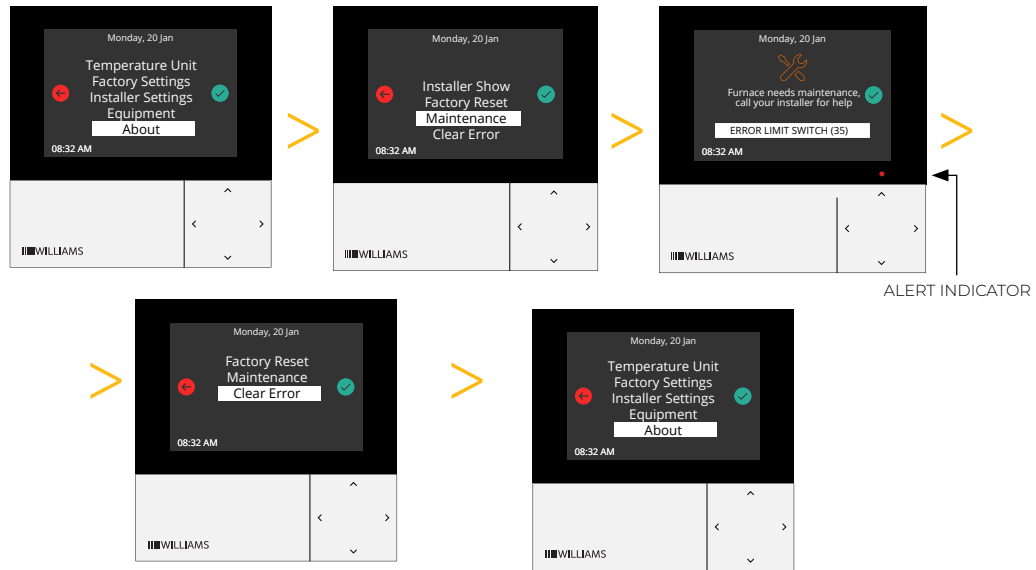 Monday, 20 Jan
Temperature Unit
Factory Settings
Installer Settings
Equipment
About
08:32 AM
WILLIAMS
>
Monday, 20 Jan
Installer Show
Factory Reset
Maintenance
Clear Error
08:32 AM
WILLIAMS
>
Monday, 20 Jan
Furnace needs maintenance,
call your installer for help
ERROR LIMIT SWITCH (35)
08:32 AM
WILLIAMS
>
ALERT INDICATOR
>
Monday, 20 Jan
Factory Reset
Maintenance
Clear Error
08:32 AM
WILLIAMS
>
Monday, 20 Jan
Temperature Unit
Factory Settings
Installer Settings
Equipment
About
08:32 AM
WILLIAMS